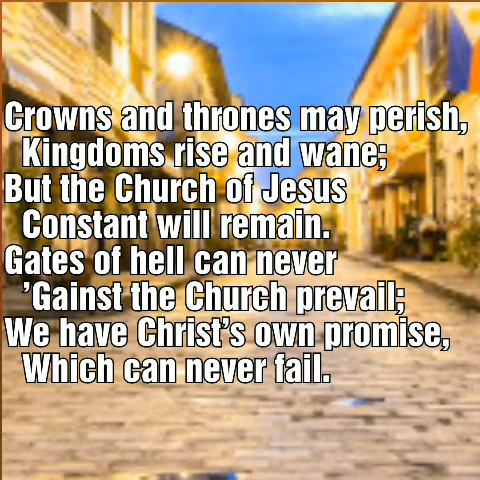 Crowns and thrones may perish,
Kingdoms rise and wane;
But the Church of Jesus
Constant will remain.
Gates of hell can never
’Gainst the Church prevail;
We have Christ’s own promise,
Which can never fail.